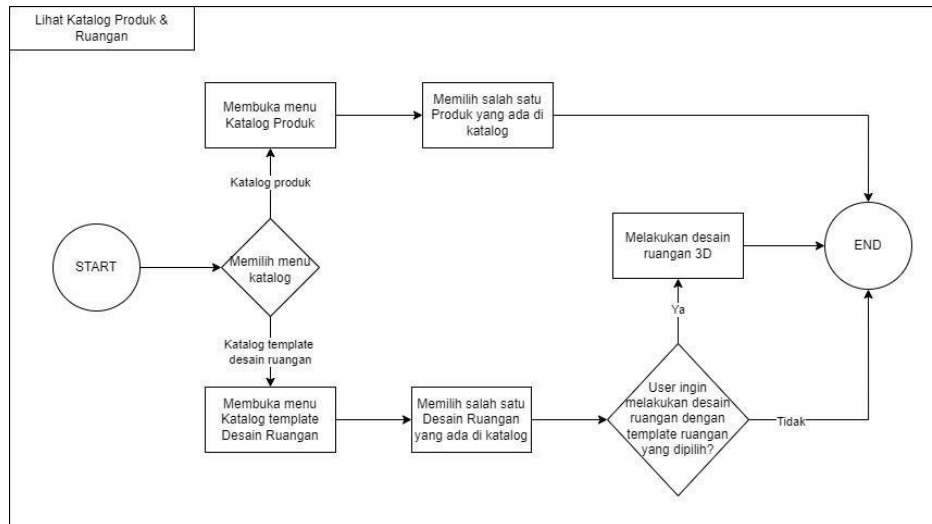 Lihat Katalog Produk &
Ruangan
Membuka menu
Katalog Produk
Memilih salah satu
Produk yang ada di
katalog
Katalog produk
START
Memilih menu
katalog
Melakukan desain
ruangan 3D
END
Ya
Katalog template
desain ruangan
Membuka menu
Katalog template
Desain Ruangan
Memilih salah satu
Desain Ruangan
yang ada di katalog
User ingin
melakukan desain
ruangan dengan
template ruangan
yang dipilih?
Tidak